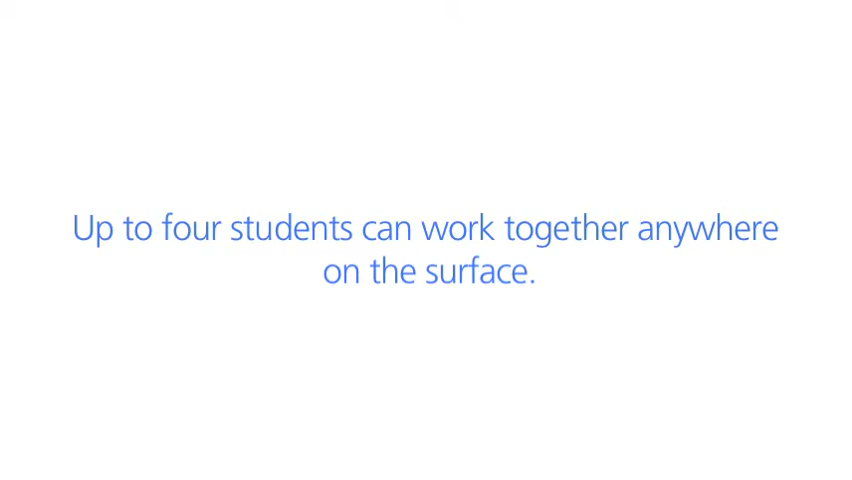 Up to four students can work together anywhere
on the surface.